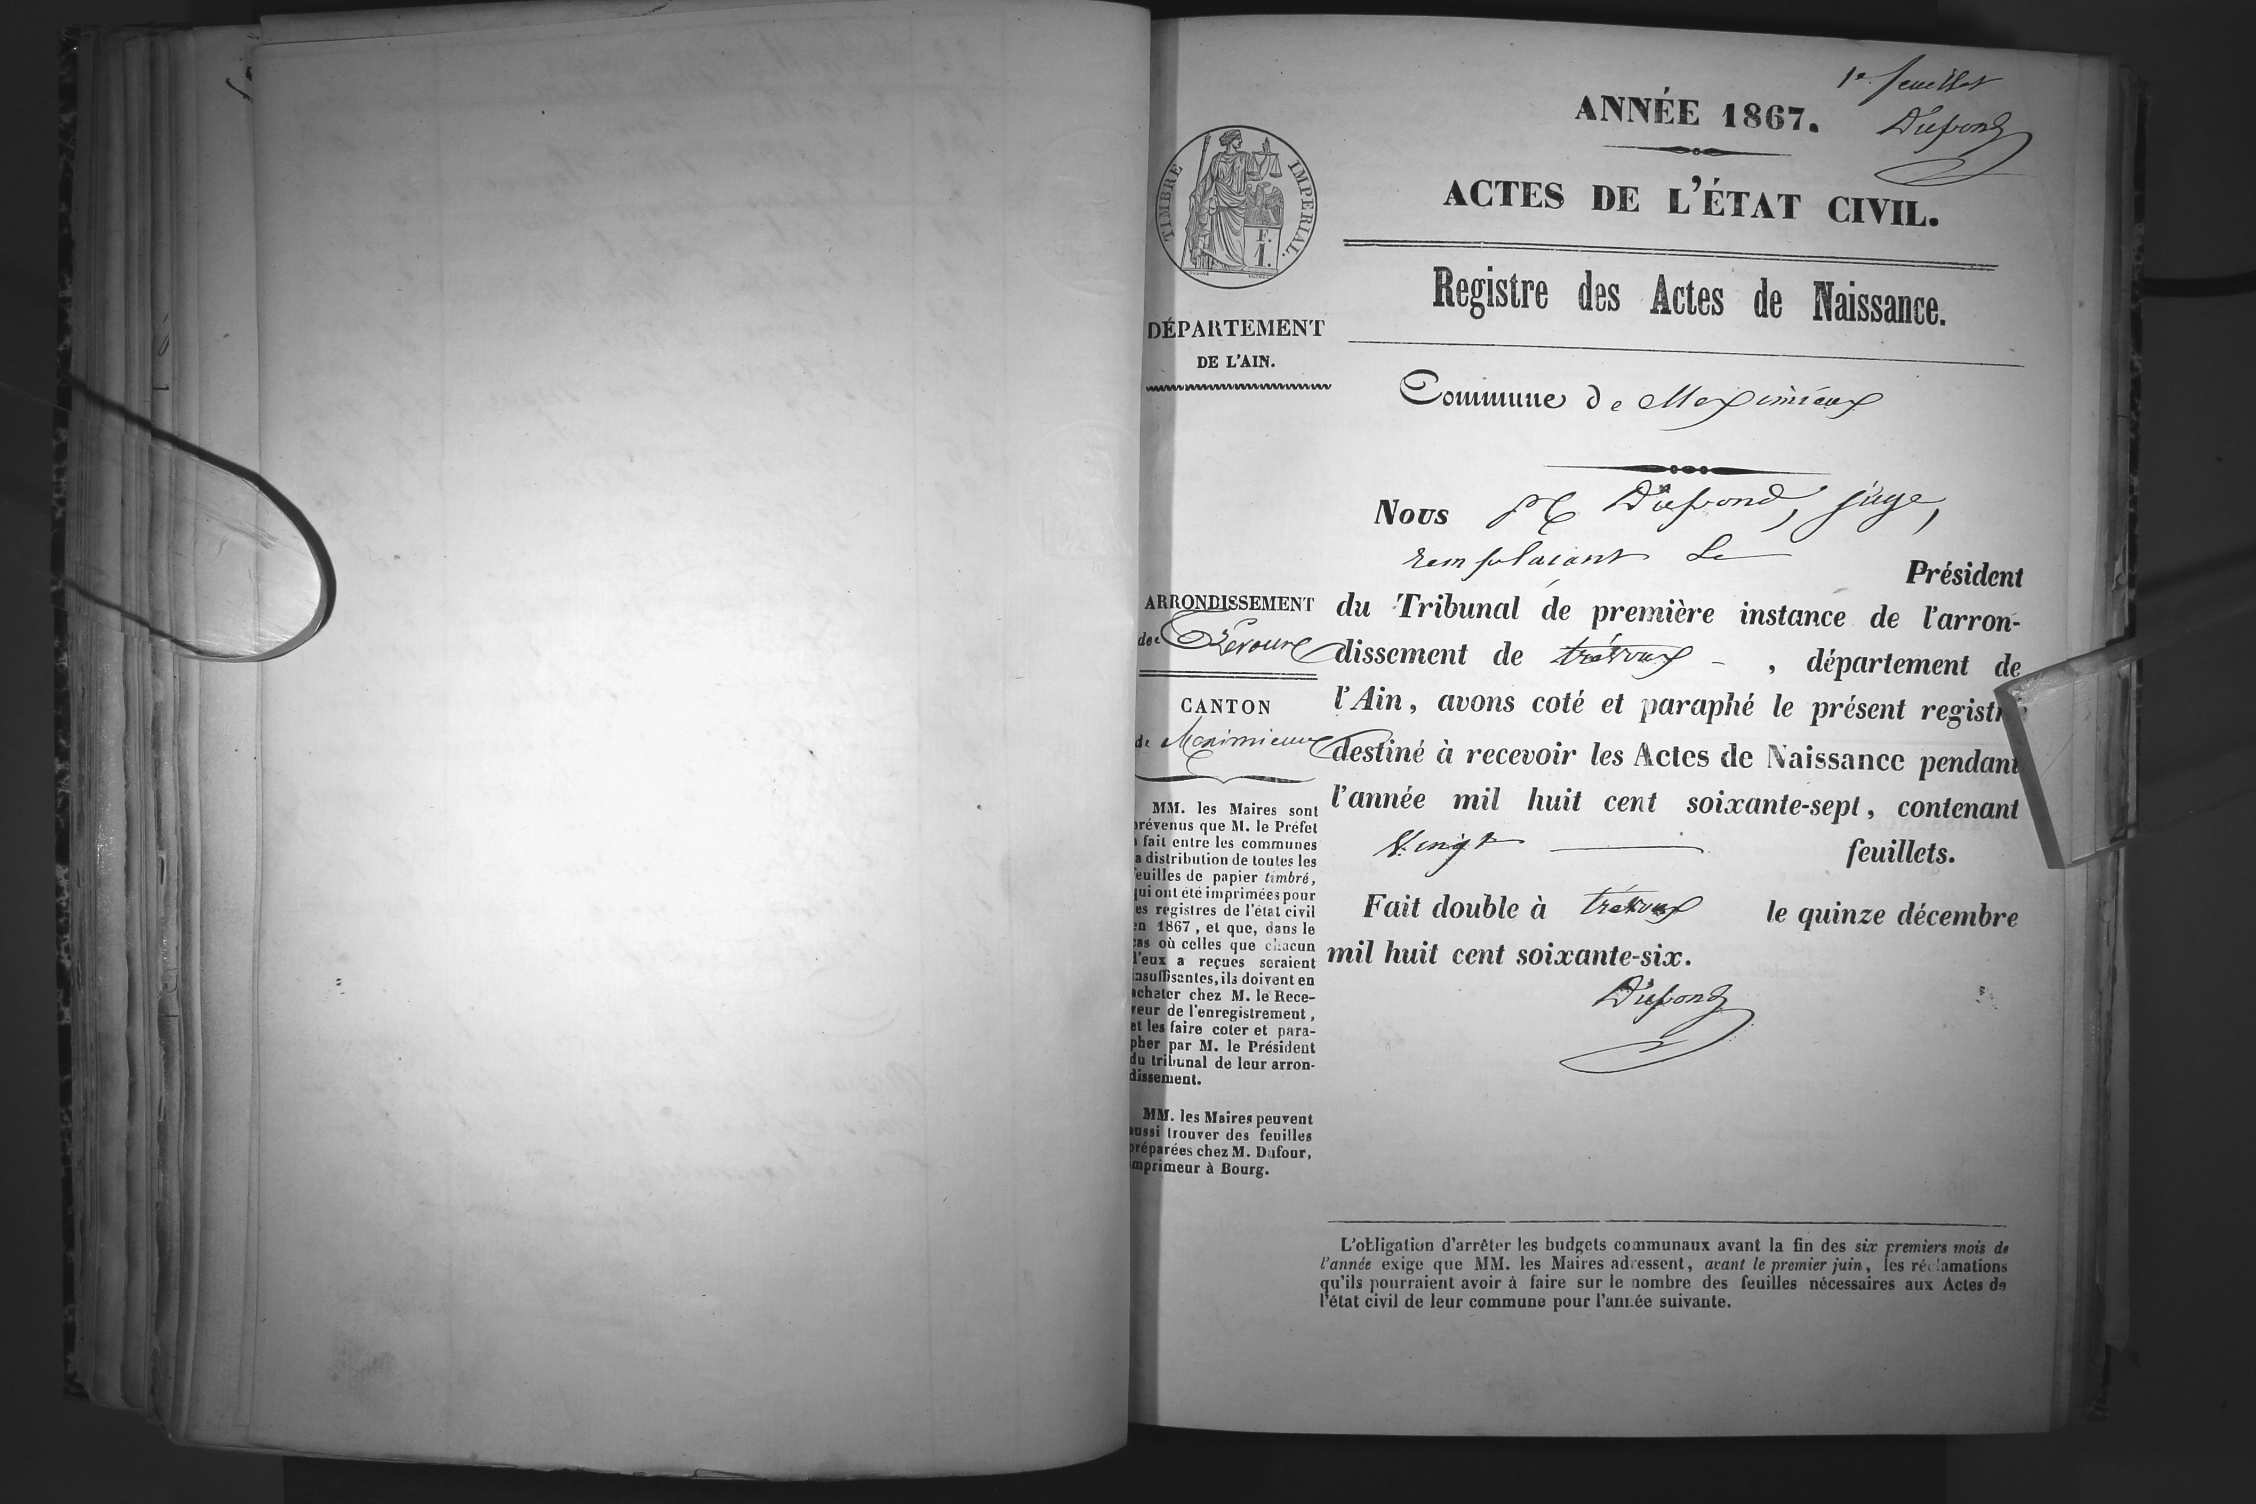 1e. feuillet
Dupond
ANNÉE 1867.
ACTES DE L'ÉTAT CIVIL.
Registre des Actes de Naissance.
TIMBRE IMPERIAL.
F.
1.
DÉPARTEMENT
DE L'AIN.
Commune de Meximieux
Nous Dupond, juge,
remplaçant le
Président
du Tribunal de première instance de l'arron-
dissement de trévoux - , département de
l'Ain, avons coté et paraphé le présent registre
destiné à recevoir les Actes de Naissance pendant
l'année mil huit cent soixante-sept, contenant
Vingt feuillets.
Fait double à trévoux le quinze décembre
mil huit cent soixante-six.
Dupond
ARRONDISSEMENT
de Trévoux
CANTON
de Meximieux
MM. les Maires sont
prévenus que M. le Préfet
a fait entre les communes
la distribution de toutes les
feuilles de papier timbré,
qui ont été imprimées pour
les registres de l'état civil
en 1867, et que, dans le
cas où celles que chacun
d'eux a reçues seraient
insuffisantes, ils doivent en
acheter chez M. le Rece-
veur de l'enregistrement,
et les faire coter et para-
pher par M. le Président
du tribunal de leur arron-
dissement.
MM. les Maires peuvent
aussi trouver des feuilles
préparées chez M. Dufour,
imprimeur à Bourg.
L'obligation d'arrêter les budgets communaux avant la fin des six premiers mois de
l'année exige que MM. les Maires adressent, avant le premier juin, les réclamations
qu'ils pourraient avoir à faire sur le nombre des feuilles nécessaires aux Actes de
l'état civil de leur commune pour l'année suivante.